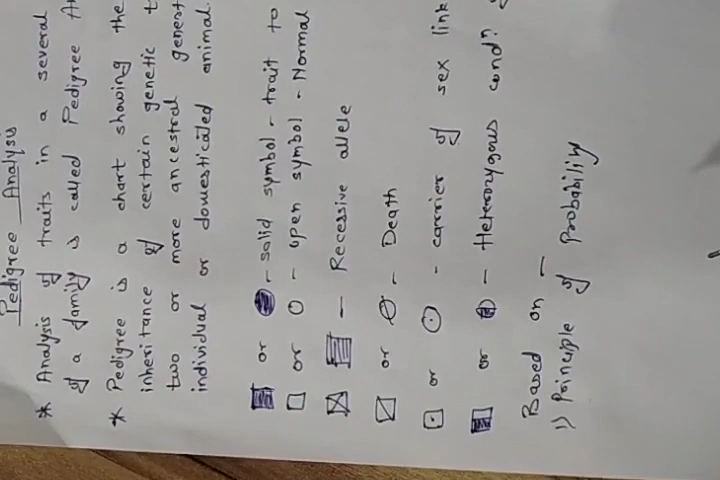 Pedigree Analysis
* Analysis of traits in a several
of a family is called Pedigree
* Pedigree is a chart showing the
inheritance of certain genetic
two or more ancestral
individual or domesticated animal.
or - solid symbol - trait to
or - open symbol - Normal
- Recessive allele
or - Death
or - carrier of sex link
or - Heterozygous condn
Based on -
1) Principle of Probability